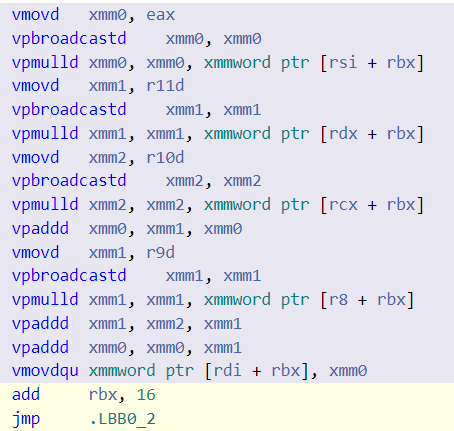 vmovd xmm0, eax
vpbroadcastd xmm0, xmm0
vpmulld xmm0, xmm0, xmmword ptr [rsi + rbx]
vmovd xmm1, r11d
vpbroadcastd xmm1, xmm1
vpmulld xmm1, xmm1, xmmword ptr [rdx + rbx]
vmovd xmm2, r10d
vpbroadcastd xmm2, xmm2
vpmulld xmm2, xmm2, xmmword ptr [rcx + rbx]
vpaddd xmm0, xmm1, xmm0
vmovd xmm1, r9d
vpbroadcastd xmm1, xmm1
vpmulld xmm1, xmm1, xmmword ptr [r8 + rbx]
vpaddd xmm1, xmm2, xmm1
vpaddd xmm0, xmm0, xmm1
vmovdqu xmmword ptr [rdi + rbx], xmm0
add rbx, 16
jmp .LBB0_2